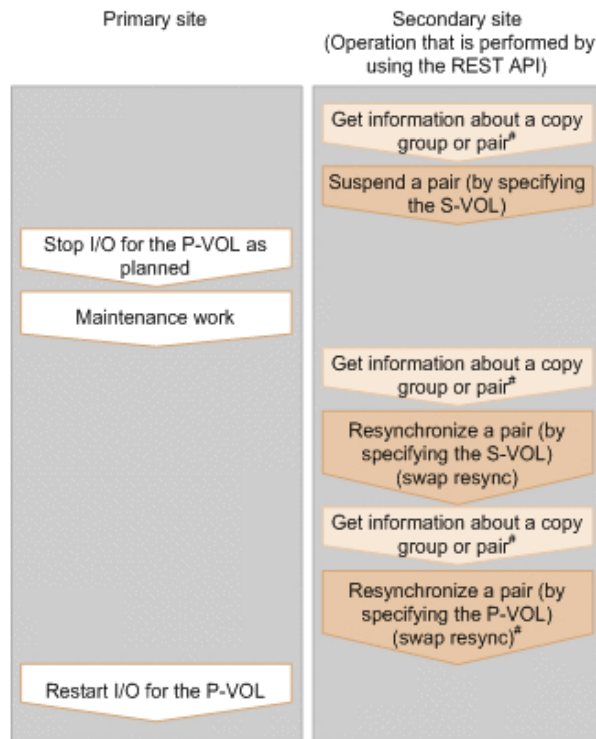 Primary site
Secondary site
(Operation that is performed by
using the REST API)
Get information about a copy
group or pair#
Suspend a pair (by specifying
the S-VOL)
Stop I/O for the P-VOL as
planned
Maintenance work
Get information about a copy
group or pair#
Resynchronize a pair (by
specifying the S-VOL)
(swap resync)
Get information about a copy
group or pair#
Resynchronize a pair (by
specifying the P-VOL)
(swap resync)#
Restart I/O for the P-VOL